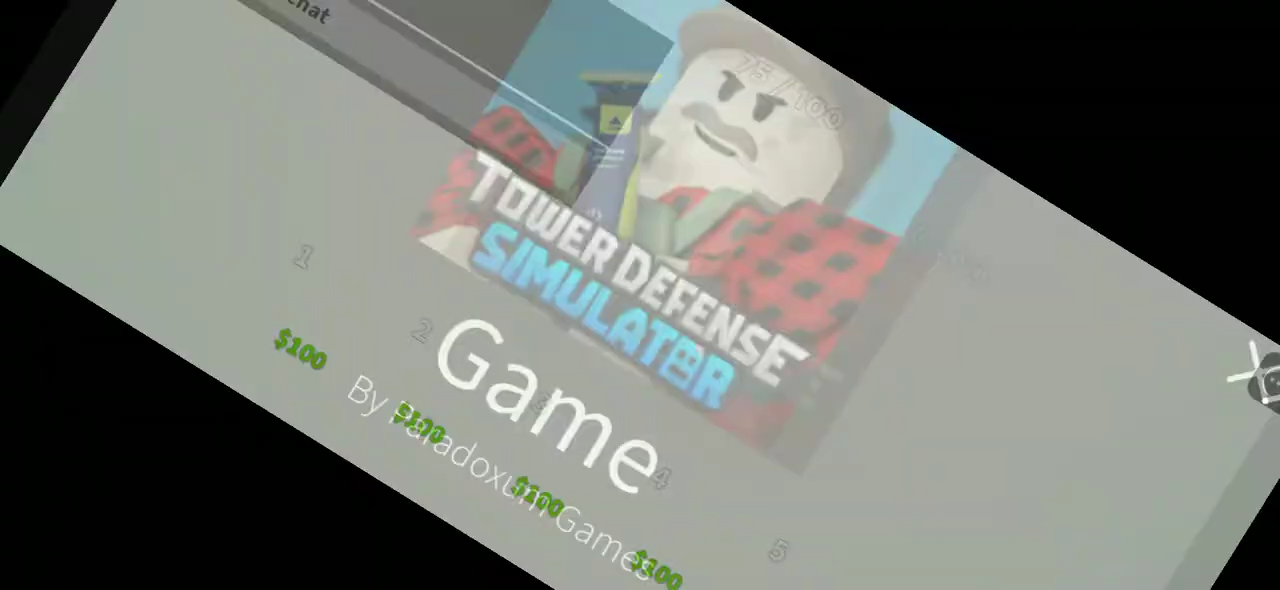 chat
75/100
TOWER DEFENSE
SIMULATOR
Game
By Paradoxum Games
1
2
4
5
$100
$100
$100
$100